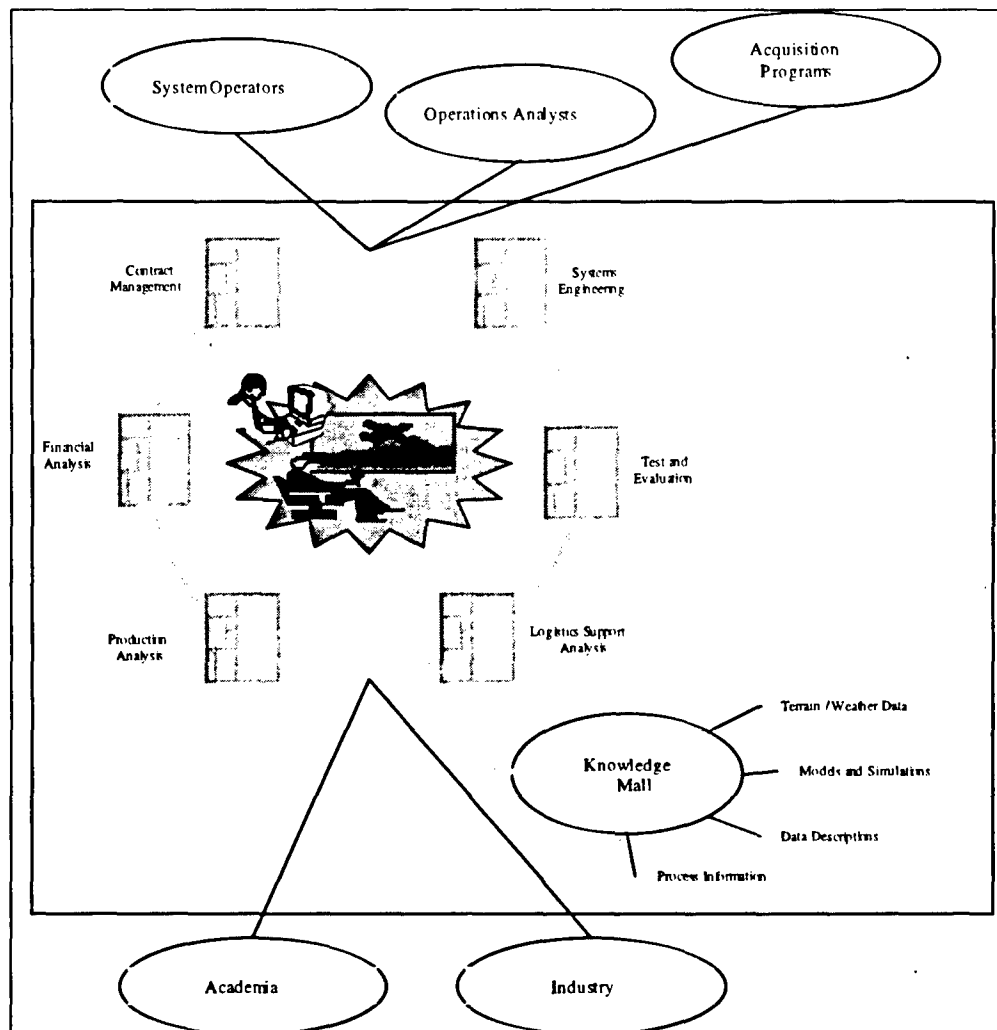 System Operators
Operations Analysts
Acquisition
Programs
Contract
Management
Systems
Engineering
Financial
Analysis
Test and
Evaluation
Production
Analysis
Logistics Support
Analysis
Knowledge
Mall
Terrain / Weather Data
Models and Simulations
Data Descriptions
Process Information
Academia
Industry